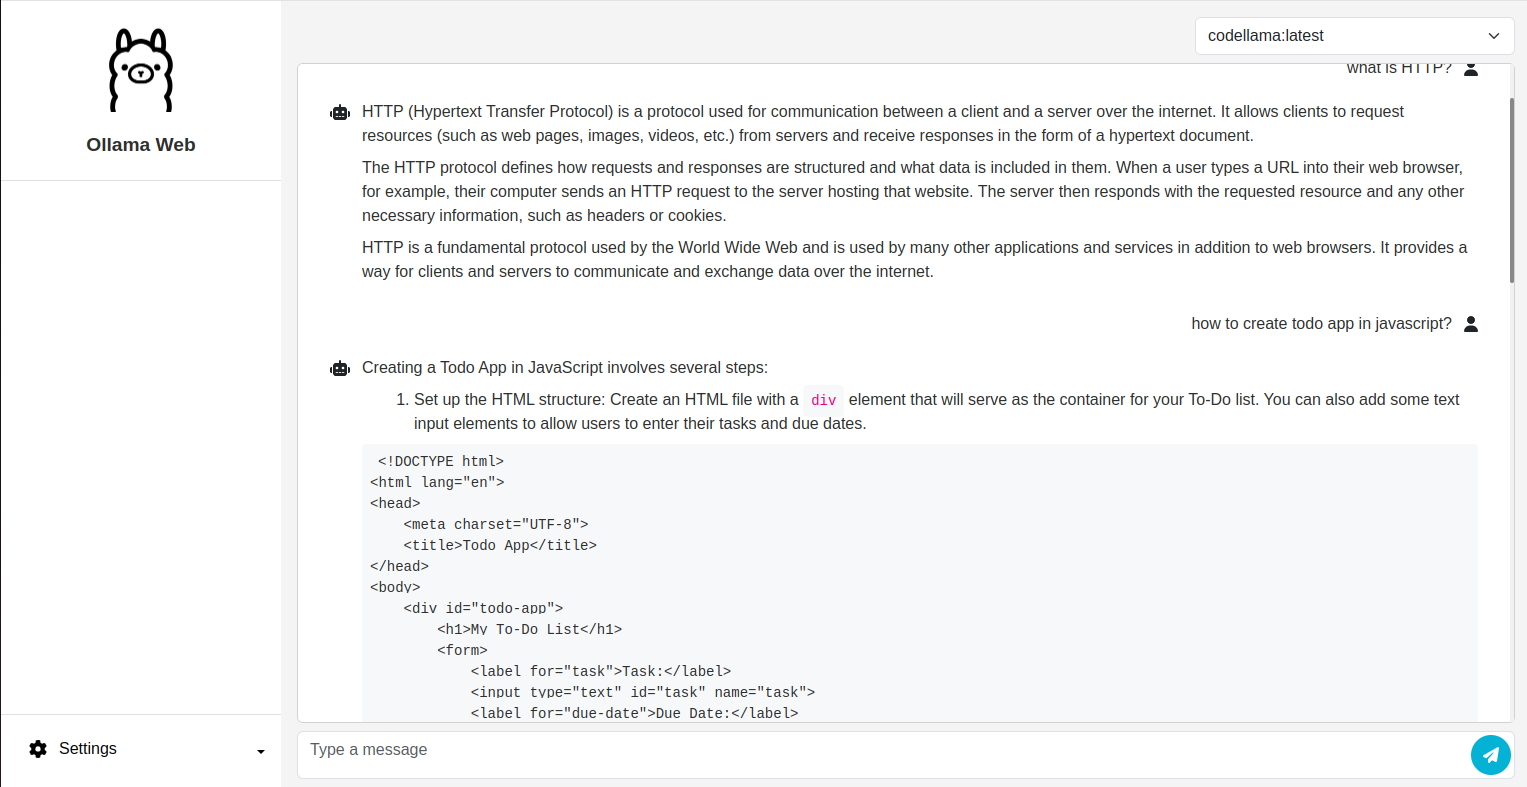 Ollama Web
codellama:latest
what is HTTP?
HTTP (Hypertext Transfer Protocol) is a protocol used for communication between a client and a server over the internet. It allows clients to request
resources (such as web pages, images, videos, etc.) from servers and receive responses in the form of a hypertext document.
The HTTP protocol defines how requests and responses are structured and what data is included in them. When a user types a URL into their web browser,
for example, their computer sends an HTTP request to the server hosting that website. The server then responds with the requested resource and any other
necessary information, such as headers or cookies.
HTTP is a fundamental protocol used by the World Wide Web and is used by many other applications and services in addition to web browsers. It provides a
way for clients and servers to communicate and exchange data over the internet.
how to create todo app in javascript?
Creating a Todo App in JavaScript involves several steps:
1. Set up the HTML structure: Create an HTML file with a div element that will serve as the container for your To-Do list. You can also add some text
input elements to allow users to enter their tasks and due dates.
<!DOCTYPE html>
<html lang="en">
<head>
    <meta charset="UTF-8">
    <title>Todo App</title>
</head>
<body>
    <div id="todo-app">
        <h1>My To-Do List</h1>
        <form>
            <label for="task">Task:</label>
            <input type="text" id="task" name="task">
            <label for="due-date">Due Date:</label>
Settings
Type a message